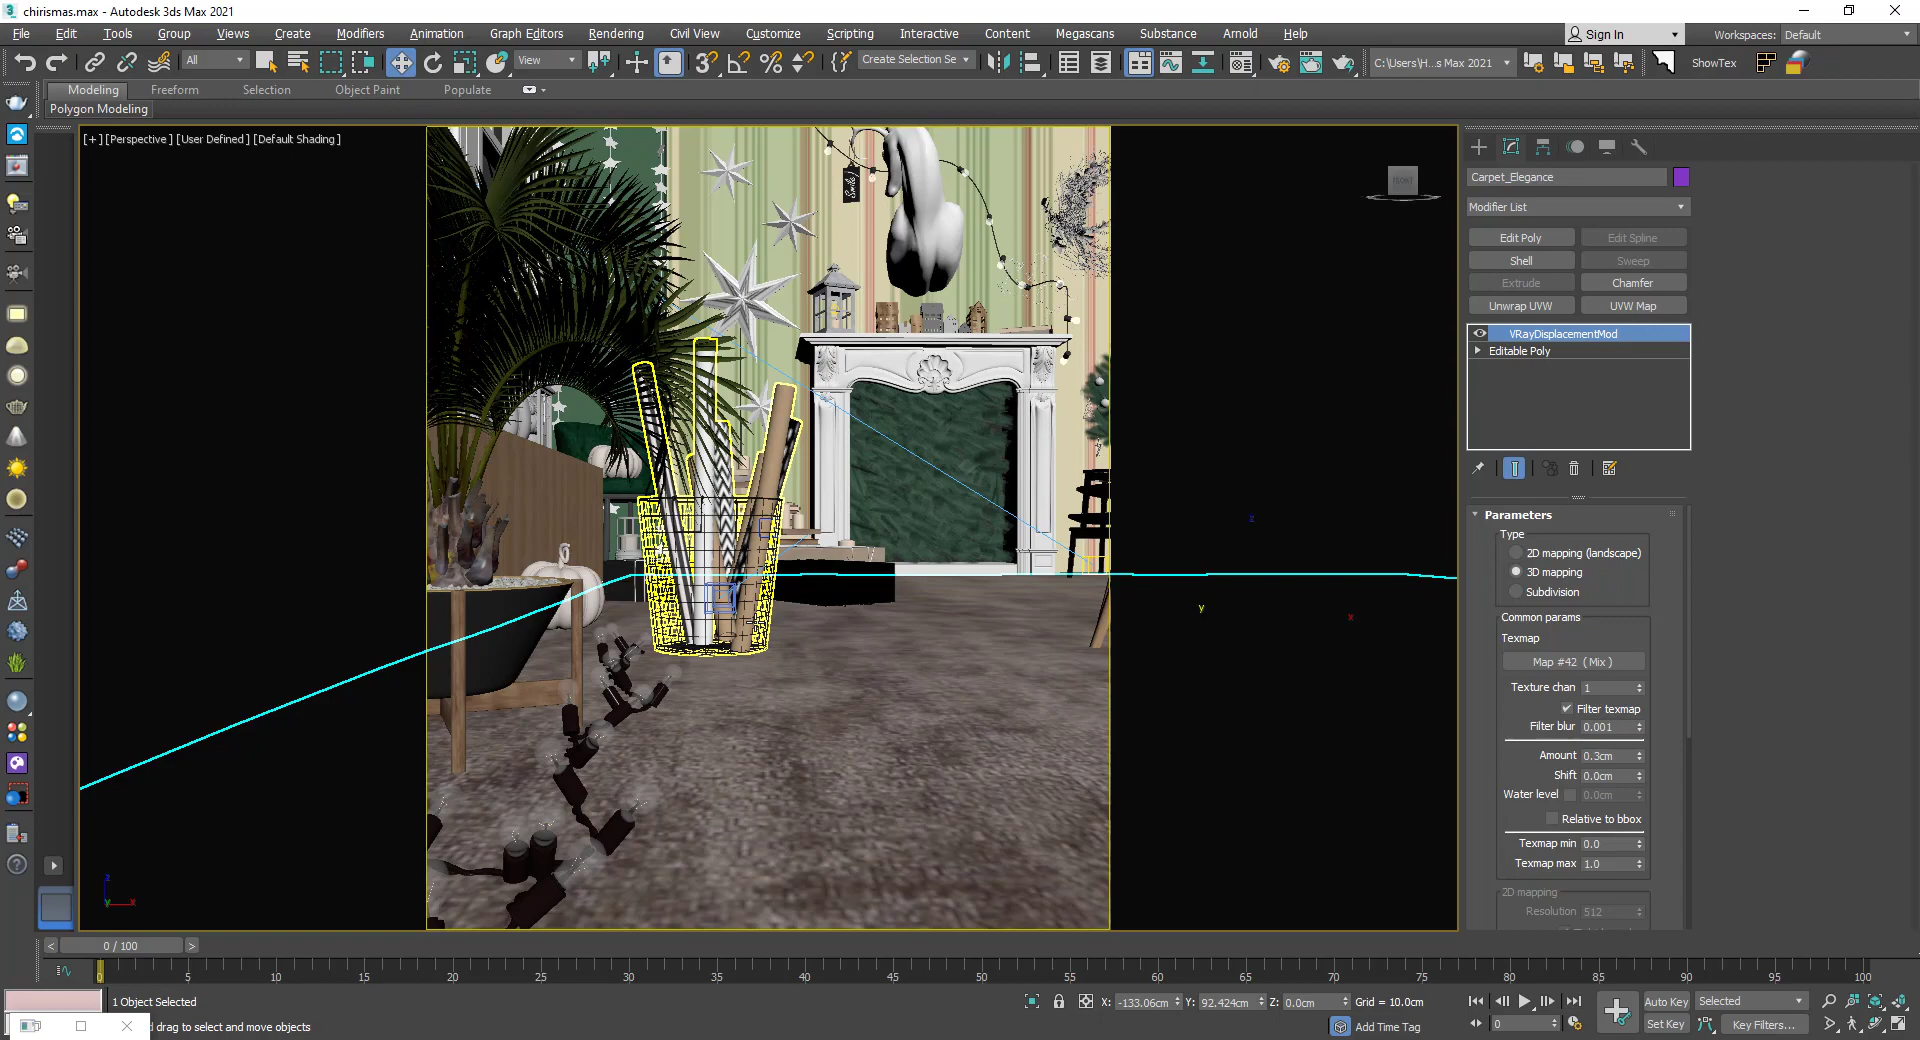 chirismas.max - Autodesk 3ds Max 2021
File Edit Tools Group Views Create Modifiers Animation Graph Editors Rendering Civil View Customize Scripting Interactive Content Megascans Substance Arnold Help
Sign In
Workspaces: Default
All
View
Create Selection Se
C:\Users\H...s Max 2021
ShowTex
Modeling Freeform Selection Object Paint Populate
Polygon Modeling
[+] [Perspective] [User Defined] [Default Shading]
FRONT
Carpet_Elegance
Modifier List
Edit Poly Edit Spline
Shell Sweep
Extrude Chamfer
Unwrap UVW UVW Map
VRayDisplacementMod
Editable Poly
Parameters
Type
2D mapping (landscape)
3D mapping
Subdivision
Common params
Texmap
Map #42 (Mix)
Texture chan 1
Filter texmap
Filter blur 0.001
Amount 0.3cm
Shift 0.0cm
Water level 0.0cm
Relative to bbox
Texmap min 0.0
Texmap max 1.0
2D mapping
Resolution 512
z
y
x
z
y
x
< 0 / 100 >
0 5 10 15 20 25 30 35 40 45 50 55 60 65 70 75 80 85 90 95 100
1 Object Selected
d drag to select and move objects
X: -133.06cm Y: 92.424cm Z: 0.0cm Grid = 10.0cm
Add Time Tag
0
Auto Key Selected
Set Key Key Filters...